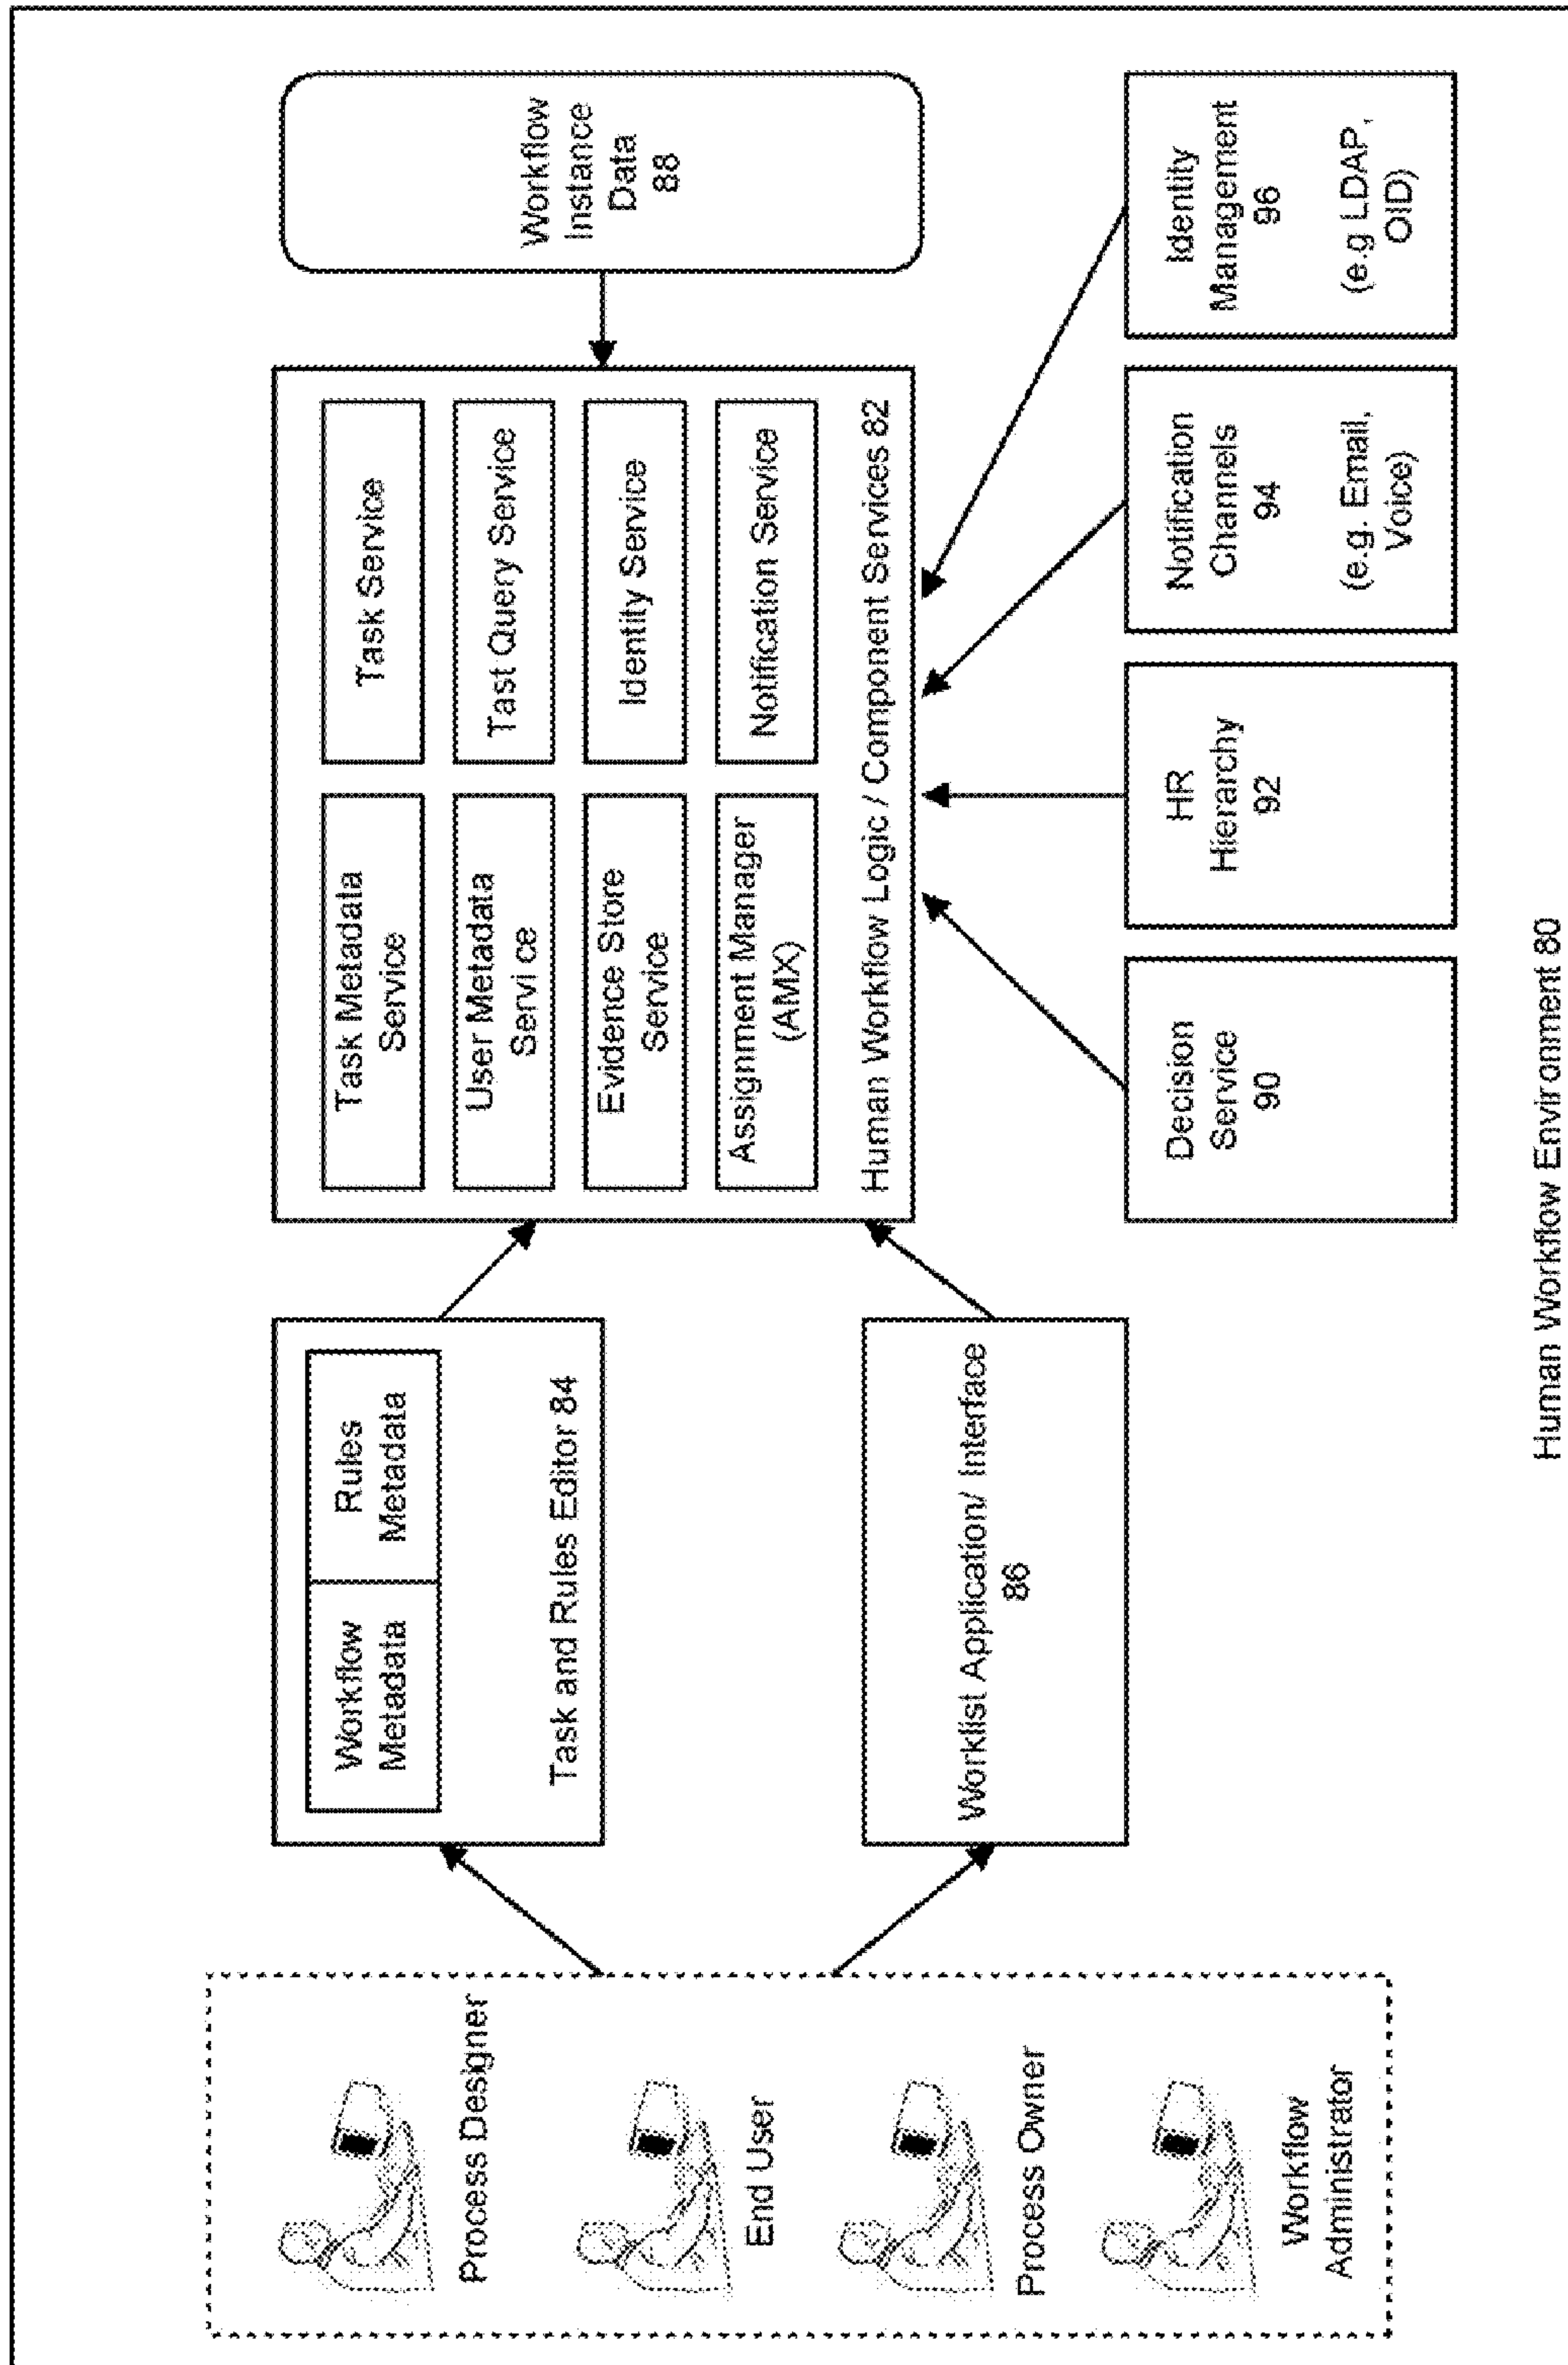 Process Designer
End User
Process Owner
Workflow
Administrator
Workflow
Metadata
Rules
Metadata
Task and Rules Editor 84
Worklist Application/ Interface
86
Task Metadata
Service
Task Service
User Metadata
Servi ce
Tast Query Service
Evidence Store
Service
Identity Service
Assignment Manager
(AMX)
Notification Service
Human Workflow Logic / Component Services 82
Workflow
Instance
Data
88
Decision
Service
90
HR
Hierarchy
92
Notification
Channels
94
(e.g. Email,
Voice)
Identity
Management
96
(e.g LDAP,
OID)
Human Workflow Environment 80